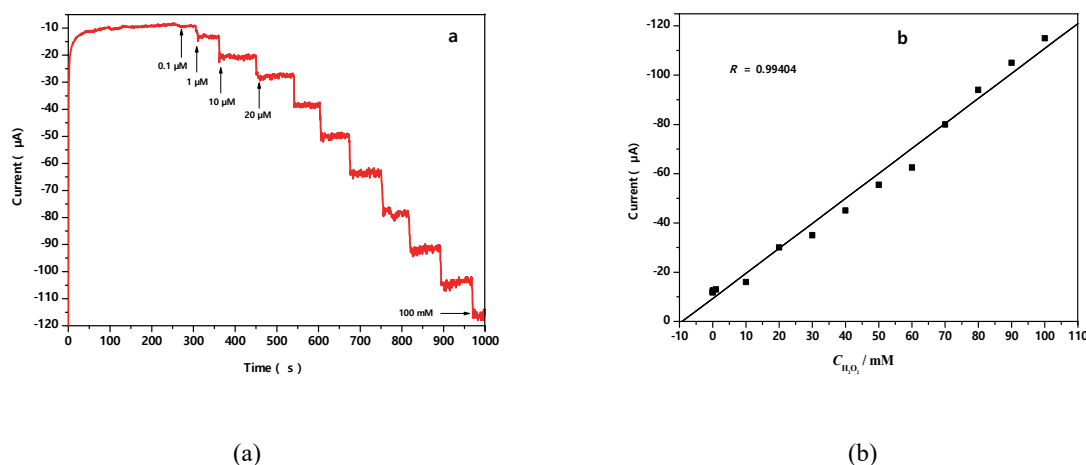 a
-10
-20
-30
-40
-50
-60
-70
-80
-90
-100
-110
-120
Current ( μA)
0.1 μM
1 μM
10 μM
20 μM
100 mM
0 100 200 300 400 500 600 700 800 900 1000
Time ( s)
b
-120
-100
-80
-60
-40
-20
0
Current ( μA)
R = 0.99404
-10 0 10 20 30 40 50 60 70 80 90 100 110
C H₂O₂ / mM
(a) (b)